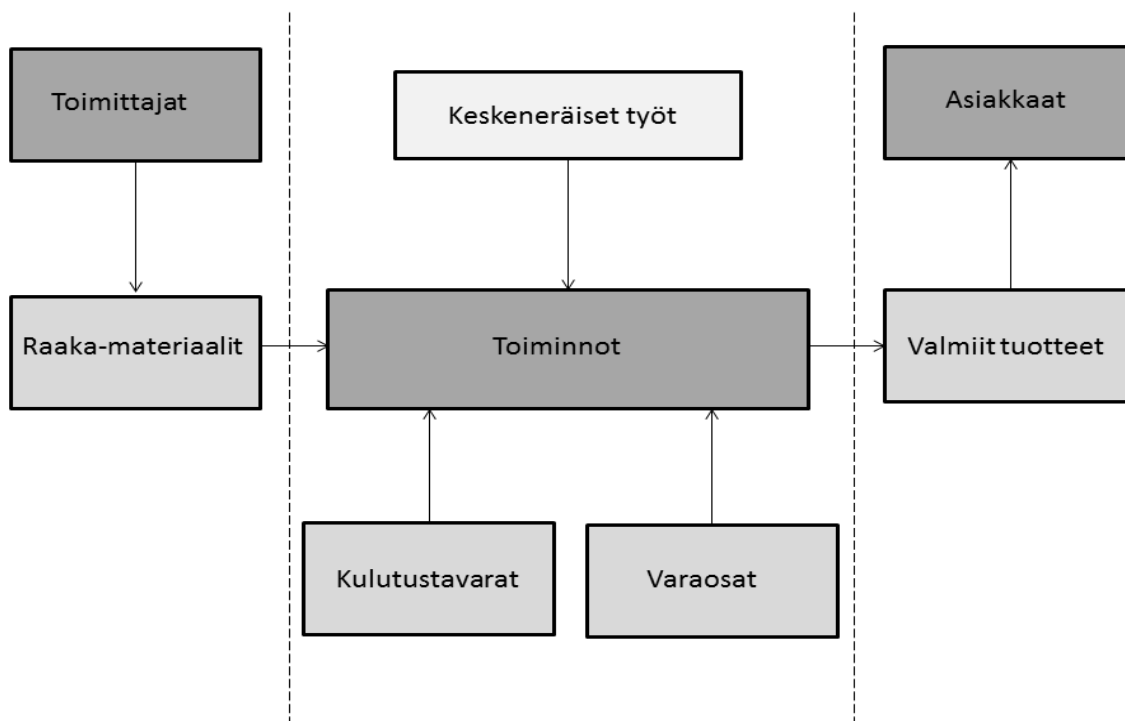 Toimittajat
Keskeneräiset työt
Asiakkaat
Raaka-materiaalit
Toiminnot
Valmiit tuotteet
Kulutustavarat
Varaosat